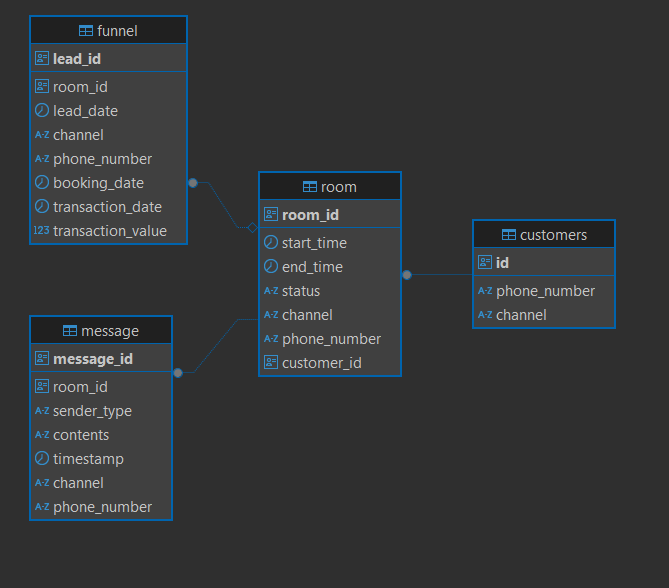 funnel
lead_id
room_id
lead_date
A-Z channel
A-Z phone_number
booking_date
transaction_date
123 transaction_value
room
room_id
start_time
end_time
A-Z status
A-Z channel
A-Z phone_number
customer_id
customers
id
A-Z phone_number
A-Z channel
message
message_id
room_id
A-Z sender_type
A-Z contents
timestamp
A-Z channel
A-Z phone_number